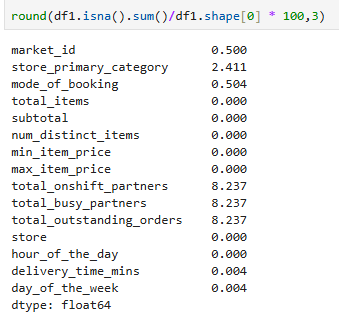 round(df1.isna().sum()/df1.shape[0] * 100,3)
market_id 0.500
store_primary_category 2.411
mode_of_booking 0.504
total_items 0.000
subtotal 0.000
num_distinct_items 0.000
min_item_price 0.000
max_item_price 0.000
total_onshift_partners 8.237
total_busy_partners 8.237
total_outstanding_orders 8.237
store 0.000
hour_of_the_day 0.000
delivery_time_mins 0.004
day_of_the_week 0.004
dtype: float64